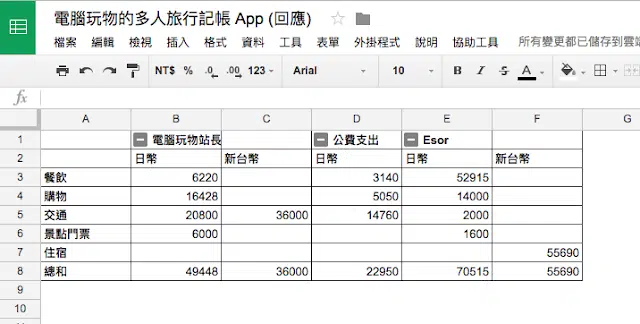 電腦玩物的多人旅行記帳 App (回應)
檔案 編輯 檢視 插入 格式 資料 工具 表單 外掛程式 說明 協助工具 所有變更都已儲存到雲端
NT$ % .0 .00 123 Arial 10 B I S A
fx
A B C D E F G
1 電腦玩物站長 公費支出 Esor
2 日幣 新台幣 日幣 日幣 新台幣
3 餐飲 6220 3140 52915
4 購物 16428 5050 14000
5 交通 20800 36000 14760 2000
6 景點門票 6000 1600
7 住宿 55690
8 總和 49448 36000 22950 70515 55690
9
10